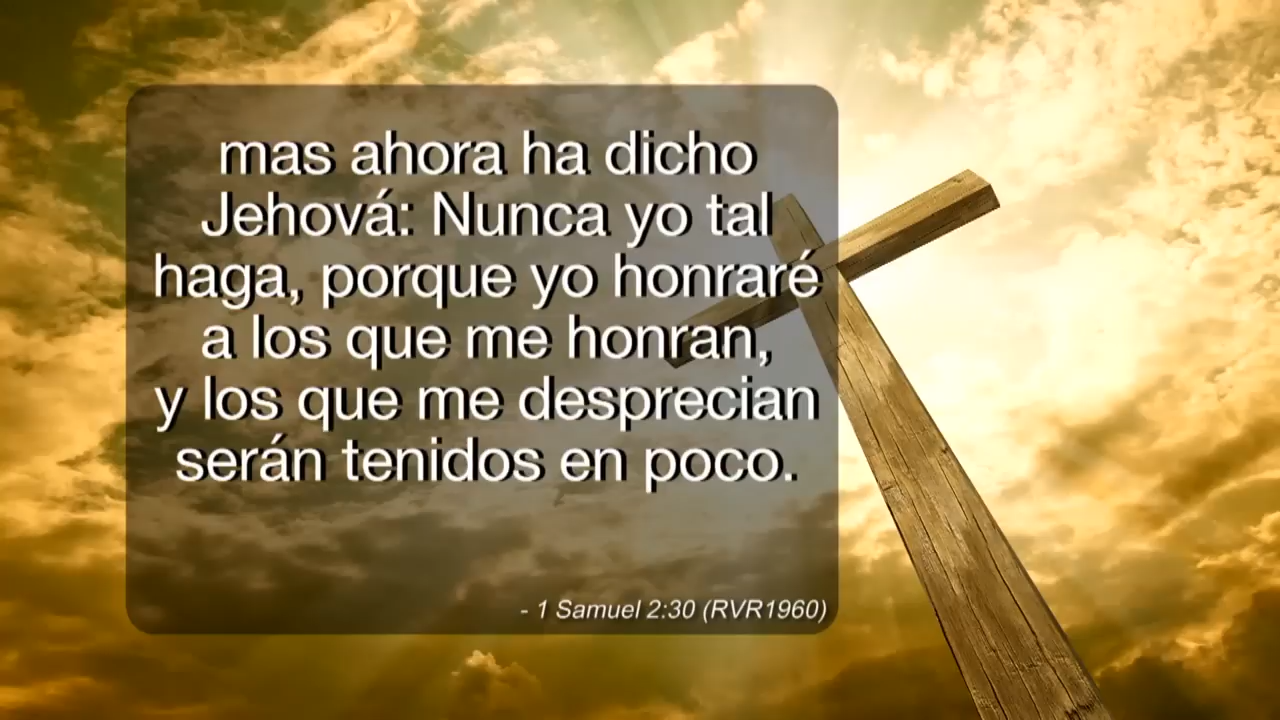 mas ahora ha dicho
Jehová: Nunca yo tal
haga, porque yo honraré
a los que me honran,
y los que me desprecian
serán tenidos en poco.
- 1 Samuel 2:30 (RVR1960)